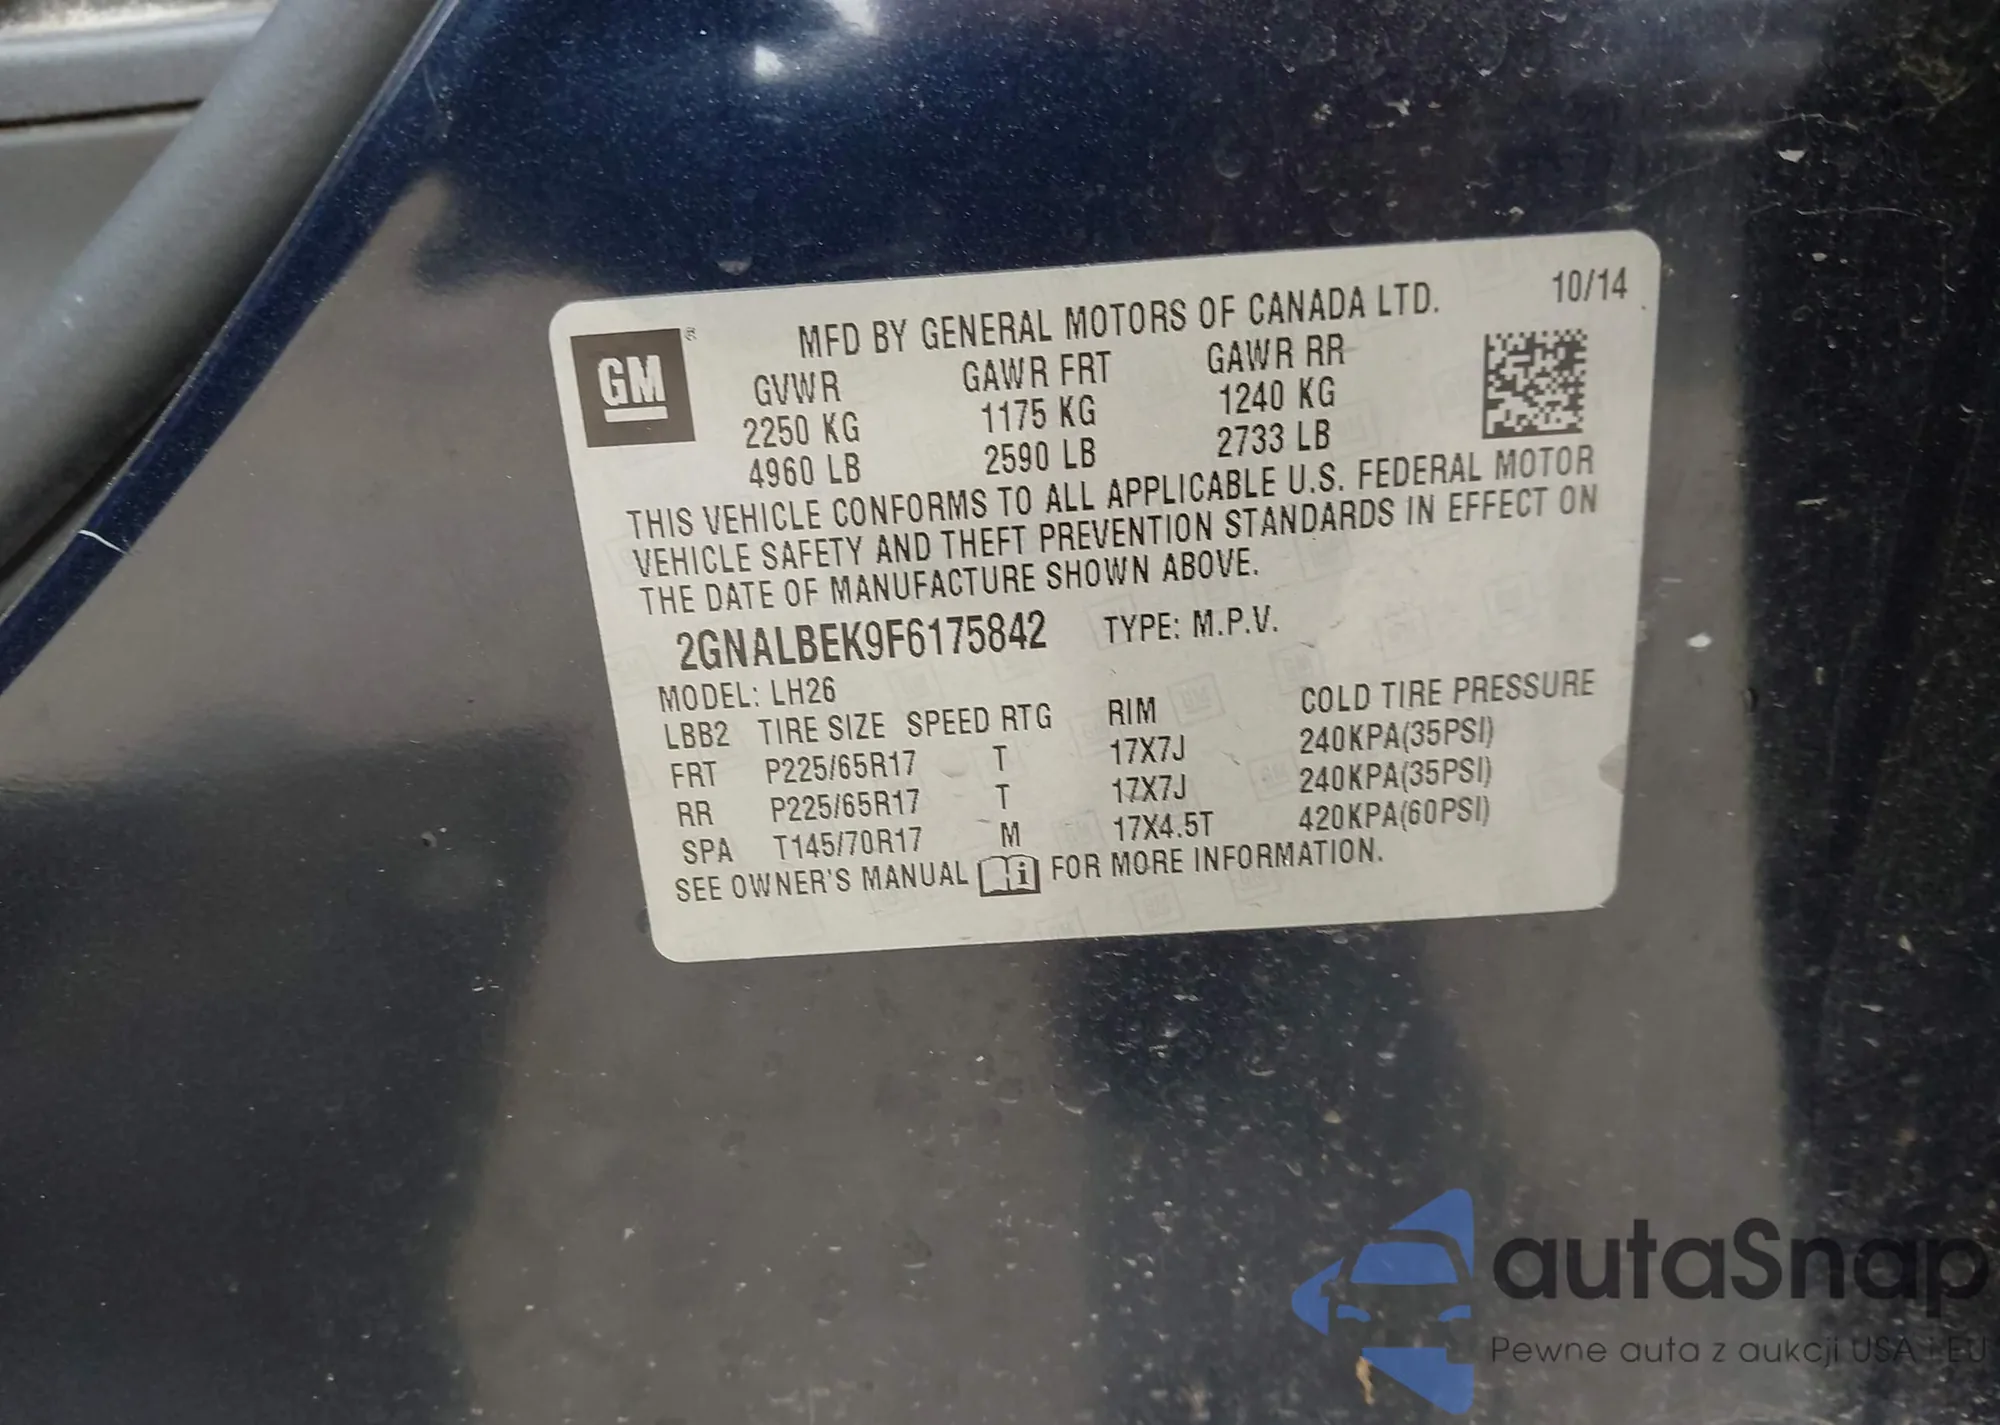 GM
MFD BY GENERAL MOTORS OF CANADA LTD. 10/14
GVWR GAWR FRT GAWR RR
2250 KG 1175 KG 1240 KG
4960 LB 2590 LB 2733 LB
THIS VEHICLE CONFORMS TO ALL APPLICABLE U.S. FEDERAL MOTOR
VEHICLE SAFETY AND THEFT PREVENTION STANDARDS IN EFFECT ON
THE DATE OF MANUFACTURE SHOWN ABOVE.
2GNALBEK9F6175842 TYPE: M.P.V.
MODEL: LH26
LBB2 TIRE SIZE SPEED RTG RIM COLD TIRE PRESSURE
FRT P225/65R17 T 17X7J 240KPA(35PSI)
RR P225/65R17 T 17X7J 240KPA(35PSI)
SPA T145/70R17 M 17X4.5T 420KPA(60PSI)
SEE OWNER'S MANUAL FOR MORE INFORMATION.
autaSnap
Pewne auta z aukcji USA i EU